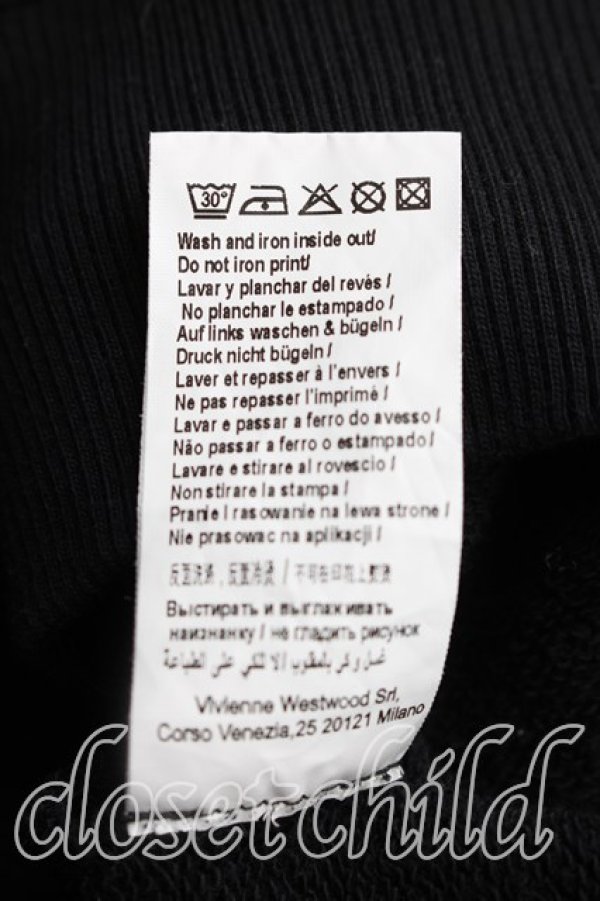 30°
Wash and iron inside out/
Do not iron print/
Lavar y planchar del revés /
No planchar le estampado /
Auf links waschen & bügeln /
Druck nicht bügeln /
Laver et repasser à l'envers /
Ne pas repasser l'imprimé /
Lavar e passar a ferro do avesso /
Não passar a ferro o estampado /
Lavare e stirare al rovescio /
Non stirare la stampa /
Pranie I rasowanie na lewa strone /
Nie prasowac na aplikacji /
Выстирать и выглаживать
наизнанку / не гладить рисунок
Vivienne Westwood Srl,
Corso Venezia,25 20121 Milano
closet child